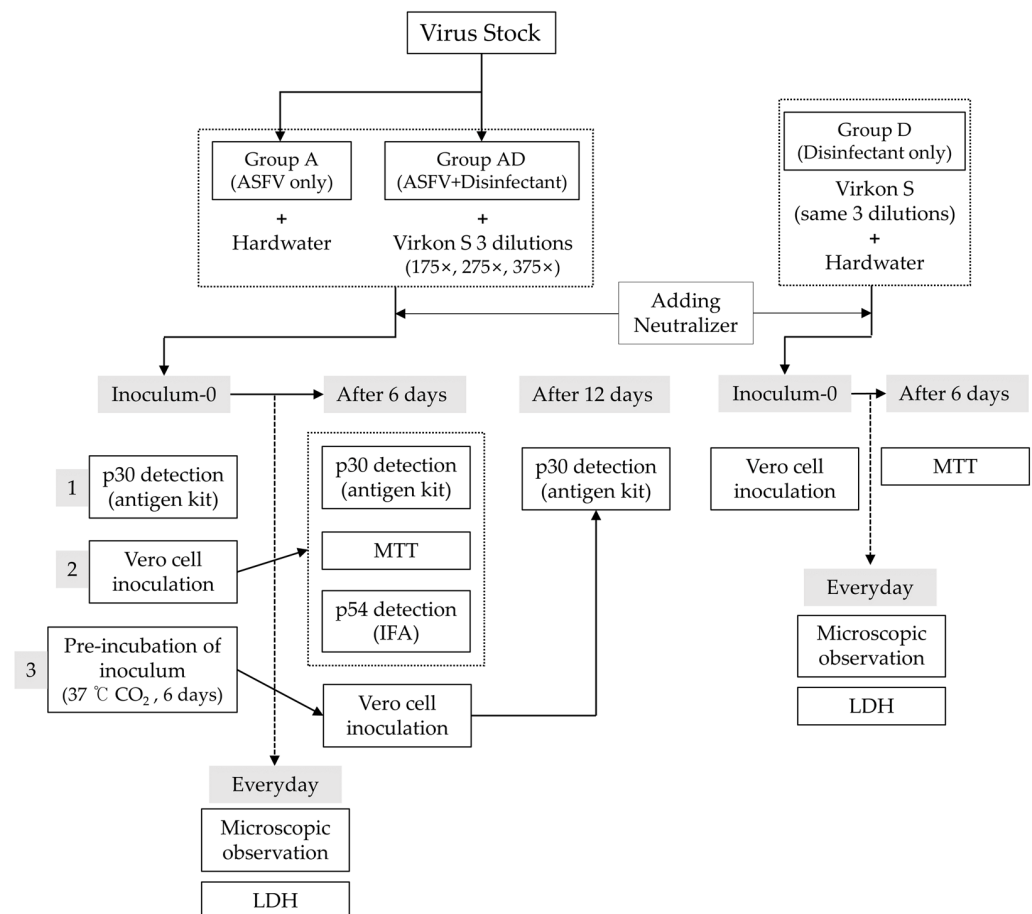 Virus Stock
Group A
(ASFV only)
+
Hardwater
Group AD
(ASFV+Disinfectant)
+
Virkon S 3 dilutions
(175×, 275×, 375×)
Group D
(Disinfectant only)
Virkon S
(same 3 dilutions)
+
Hardwater
Adding
Neutralizer
Inoculum-0
After 6 days
After 12 days
1
p30 detection
(antigen kit)
p30 detection
(antigen kit)
p30 detection
(antigen kit)
2
Vero cell
inoculation
MTT
p54 detection
(IFA)
3
Pre-incubation of
inoculum
(37 ℃ CO₂ , 6 days)
Vero cell
inoculation
Everyday
Microscopic
observation
LDH
Inoculum-0
After 6 days
Vero cell
inoculation
MTT
Everyday
Microscopic
observation
LDH